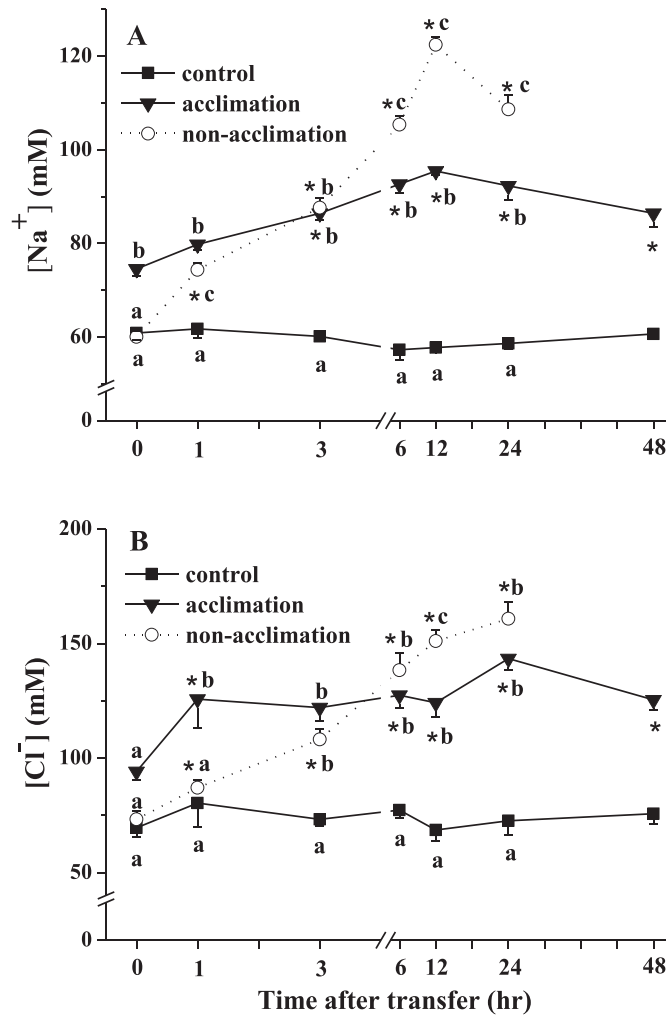 A
control
acclimation
non-acclimation
[Na+] (mM)
120
100
80
60
0
*c
*c
*c
*b
b
b
*b
*b
*b
*b
*
*c
a
a
a
a
a
a
a
0 1 3 6 12 24 48
B
control
acclimation
non-acclimation
[Cl-] (mM)
200
150
100
50
0
*b
*c
*b
*b
b
a
*b
*b
*b
*
*a
*b
a
a
a
a
a
a
a
0 1 3 6 12 24 48
Time after transfer (hr)